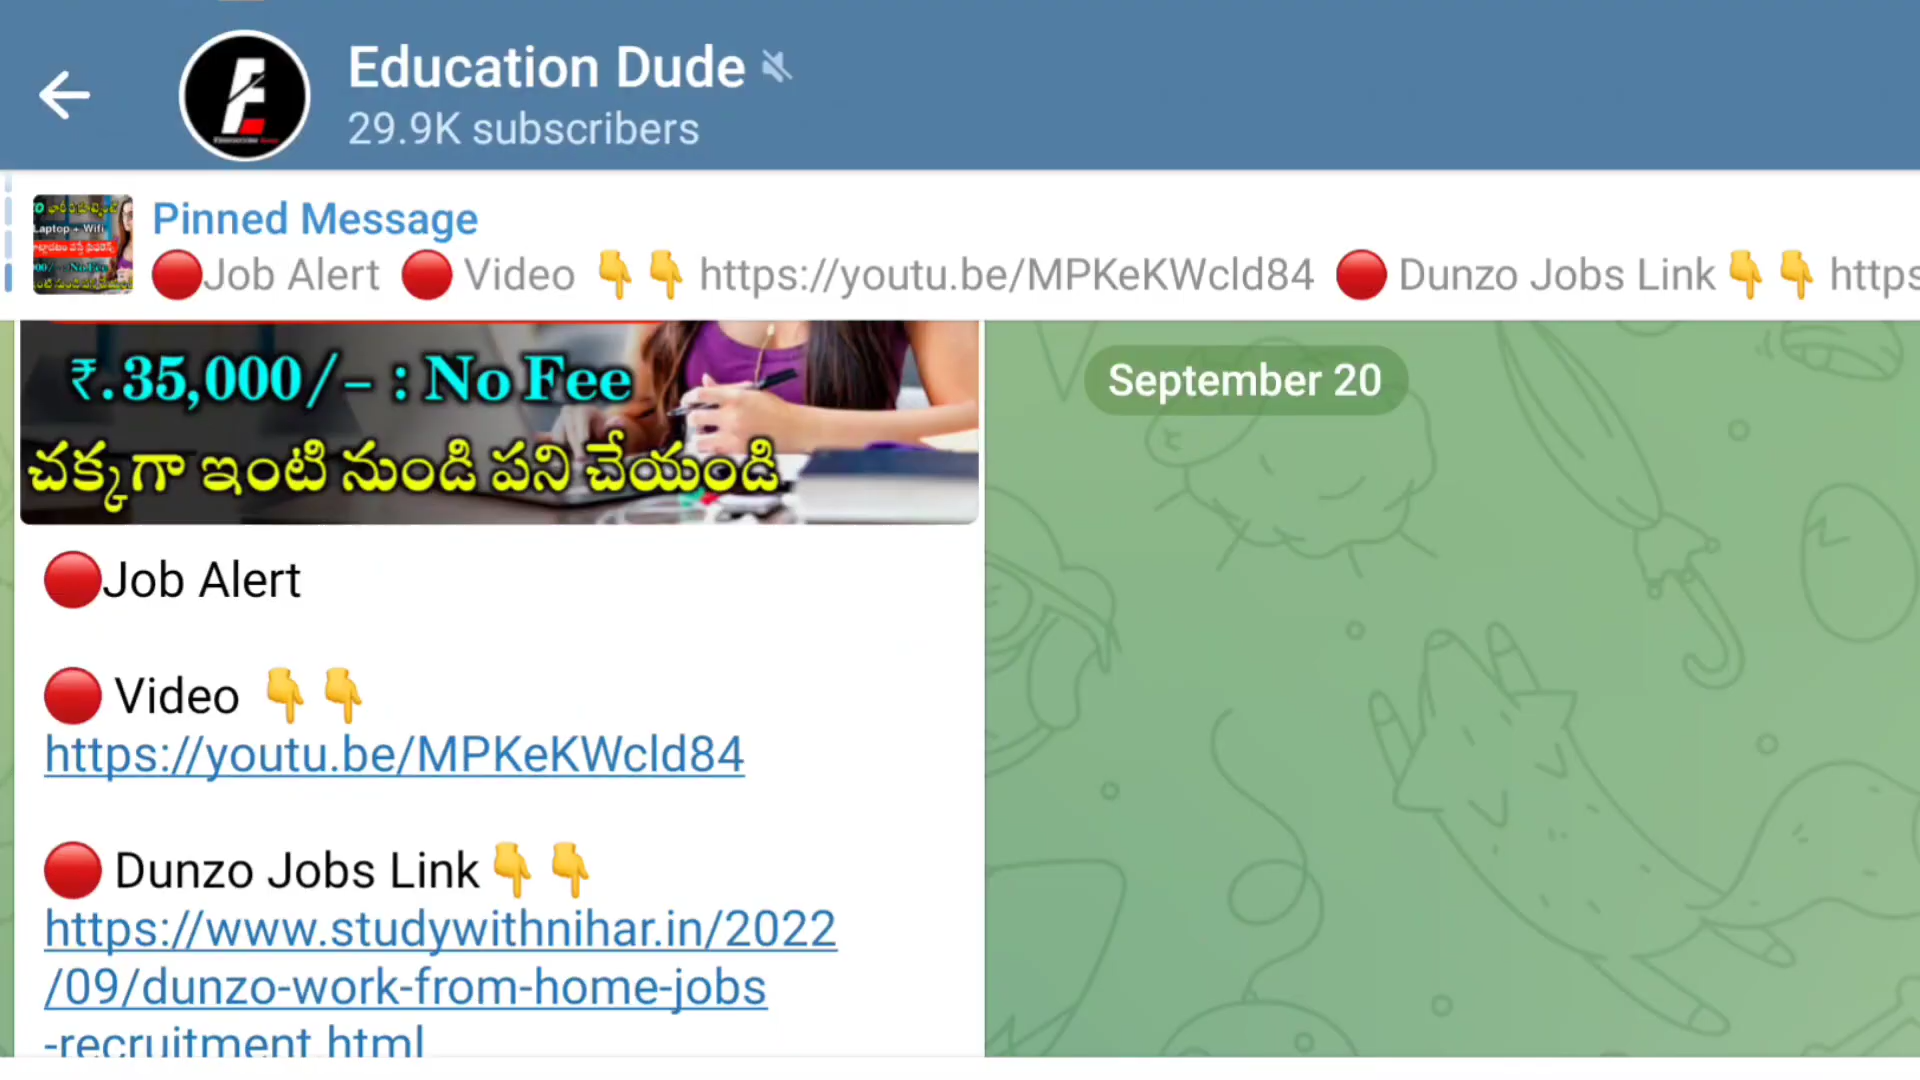 Education Dude
29.9K subscribers
Pinned Message
🔴Job Alert 🔴 Video 👇👇 https://youtu.be/MPKeKWcld84 🔴 Dunzo Jobs Link👇👇 https
Laptop + Wifi
₹.35,000/- : No Fee
చక్కగా ఇంటి నుండి పని చేయండి
September 20
🔴Job Alert
🔴 Video 👇👇
https://youtu.be/MPKeKWcld84
🔴 Dunzo Jobs Link👇👇
https://www.studywithnihar.in/2022
/09/dunzo-work-from-home-jobs
-recruitment.html